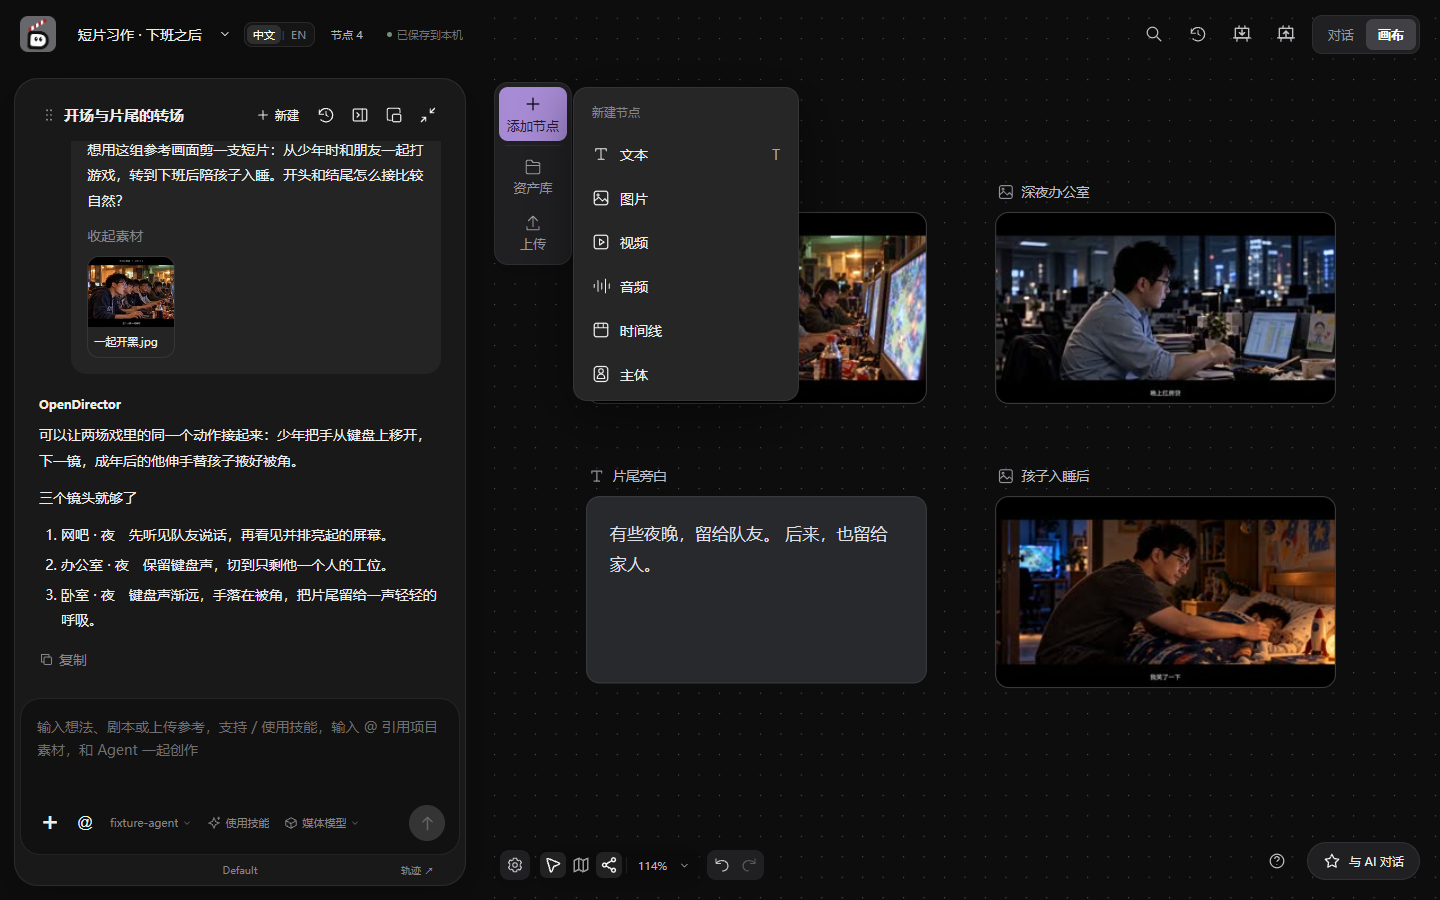 短片习作 · 下班之后
中文 EN
节点 4
已保存到本机
对话 画布
开场与片尾的转场
新建
想用这组参考画面剪一支短片：从少年时和朋友一起打
游戏，转到下班后陪孩子入睡。开头和结尾怎么接比较
自然？
收起素材
一起开黑.jpg
OpenDirector
可以让两场戏里的同一个动作接起来：少年把手从键盘上移开，
下一镜，成年后的他伸手替孩子掖好被角。
三个镜头就够了
1. 网吧 · 夜 先听见队友说话，再看见并排亮起的屏幕。
2. 办公室 · 夜 保留键盘声，切到只剩他一个人的工位。
3. 卧室 · 夜 键盘声渐远，手落在被角，把片尾留给一声轻轻的
呼吸。
复制
输入想法、剧本或上传参考，支持 / 使用技能，输入 @ 引用项目
素材，和 Agent 一起创作
fixture-agent
使用技能
媒体模型
Default
轨迹 ↗
添加节点
资产库
上传
新建节点
文本 T
图片
视频
音频
时间线
主体
深夜办公室
晚上红烧饼
片尾旁白
有些夜晚，留给队友。 后来，也留给
家人。
孩子入睡后
我笑了一下
114%
与 AI 对话